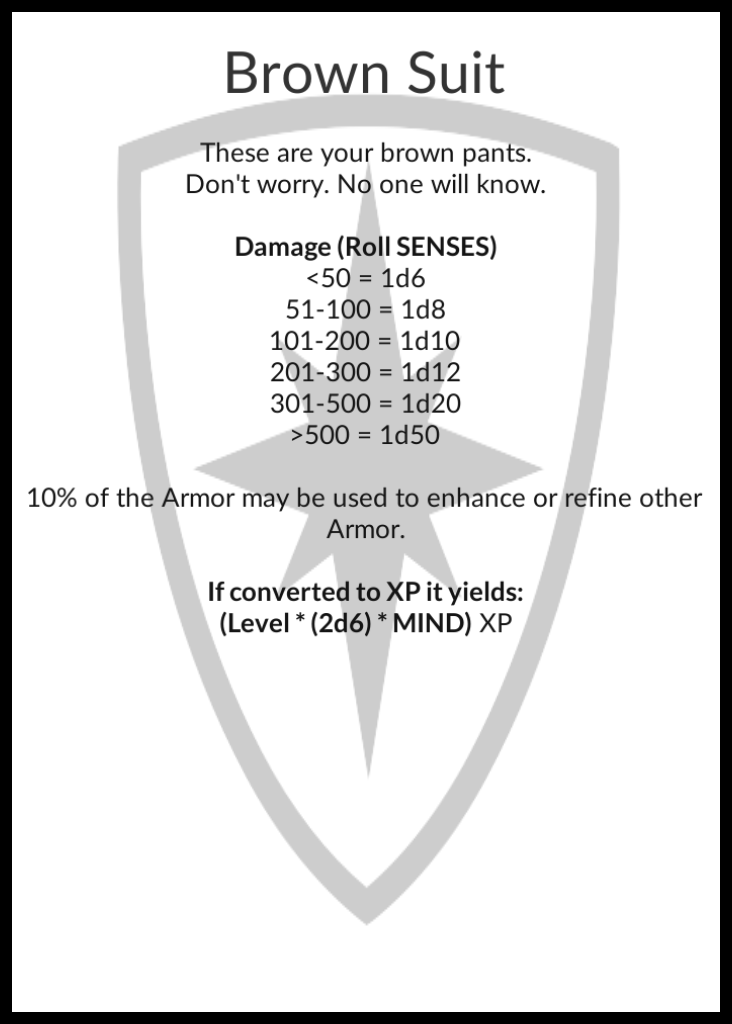 Brown Suit
These are your brown pants.
Don't worry. No one will know.
Damage (Roll SENSES)
<50 = 1d6
51-100 = 1d8
101-200 = 1d10
201-300 = 1d12
301-500 = 1d20
>500 = 1d50
10% of the Armor may be used to enhance or refine other
Armor.
If converted to XP it yields:
(Level * (2d6) * MIND) XP